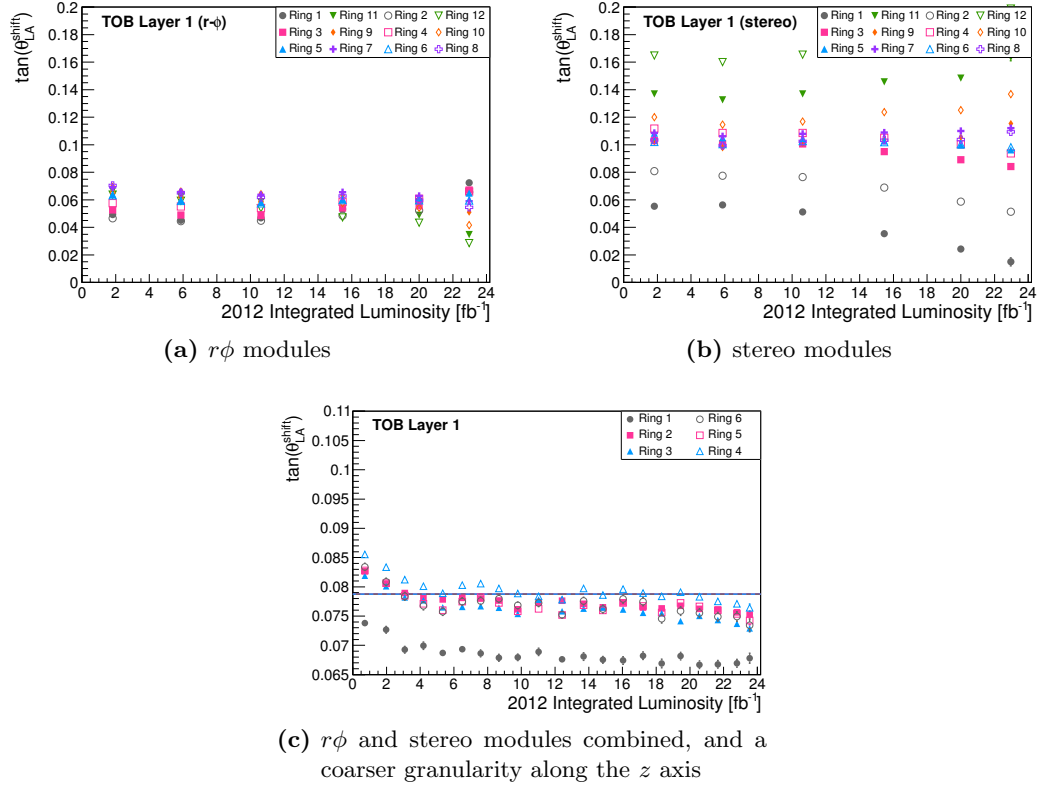 TOB Layer 1 (r-ϕ)
Ring 1 Ring 11 Ring 2 Ring 12
Ring 3 Ring 9 Ring 4 Ring 10
Ring 5 Ring 7 Ring 6 Ring 8
tan(θ_LA^shift)
0.2
0.18
0.16
0.14
0.12
0.1
0.08
0.06
0.04
0.02
0
0 2 4 6 8 10 12 14 16 18 20 22 24
2012 Integrated Luminosity [fb⁻¹]
(a) rϕ modules
TOB Layer 1 (stereo)
Ring 1 Ring 11 Ring 2 Ring 12
Ring 3 Ring 9 Ring 4 Ring 10
Ring 5 Ring 7 Ring 6 Ring 8
tan(θ_LA^shift)
0.2
0.18
0.16
0.14
0.12
0.1
0.08
0.06
0.04
0.02
0
0 2 4 6 8 10 12 14 16 18 20 22 24
2012 Integrated Luminosity [fb⁻¹]
(b) stereo modules
TOB Layer 1
Ring 1 Ring 6
Ring 2 Ring 5
Ring 3 Ring 4
tan(θ_LA^shift)
0.11
0.105
0.1
0.095
0.09
0.085
0.08
0.075
0.07
0.065
0 2 4 6 8 10 12 14 16 18 20 22 24
2012 Integrated Luminosity [fb⁻¹]
(c) rϕ and stereo modules combined, and a
coarser granularity along the z axis